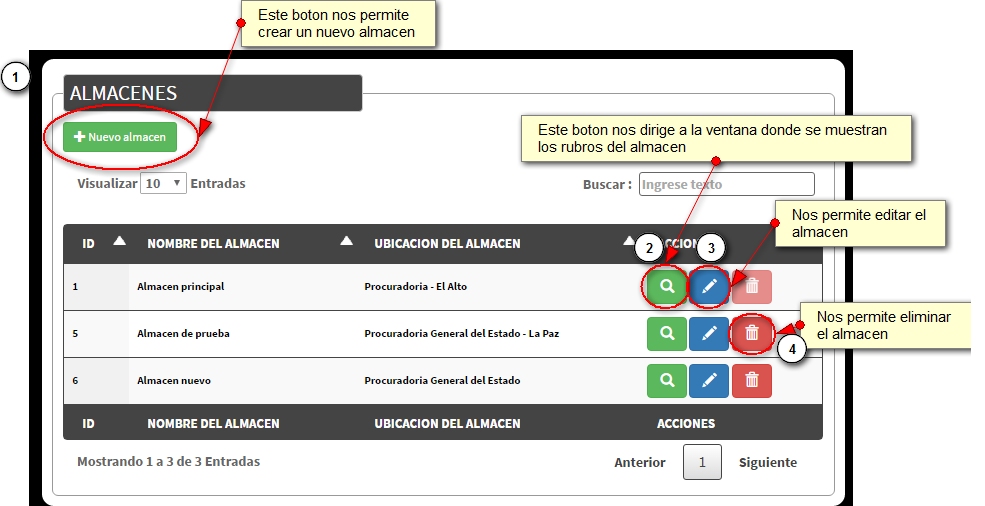 Este boton nos permite
crear un nuevo almacen
1
ALMACENES
Nuevo almacen
Este boton nos dirige a la ventana donde se muestran
los rubros del almacen
Visualizar 10 Entradas
Buscar : Ingrese texto
Nos permite editar el
almacen
ID NOMBRE DEL ALMACEN UBICACION DEL ALMACEN
2 3
1 Almacen principal Procuradoria - El Alto
Nos permite eliminar
el almacen
5 Almacen de prueba Procuradoria General del Estado - La Paz
4
6 Almacen nuevo Procuradoria General del Estado
ID NOMBRE DEL ALMACEN UBICACION DEL ALMACEN ACCIONES
Mostrando 1 a 3 de 3 Entradas
Anterior 1 Siguiente